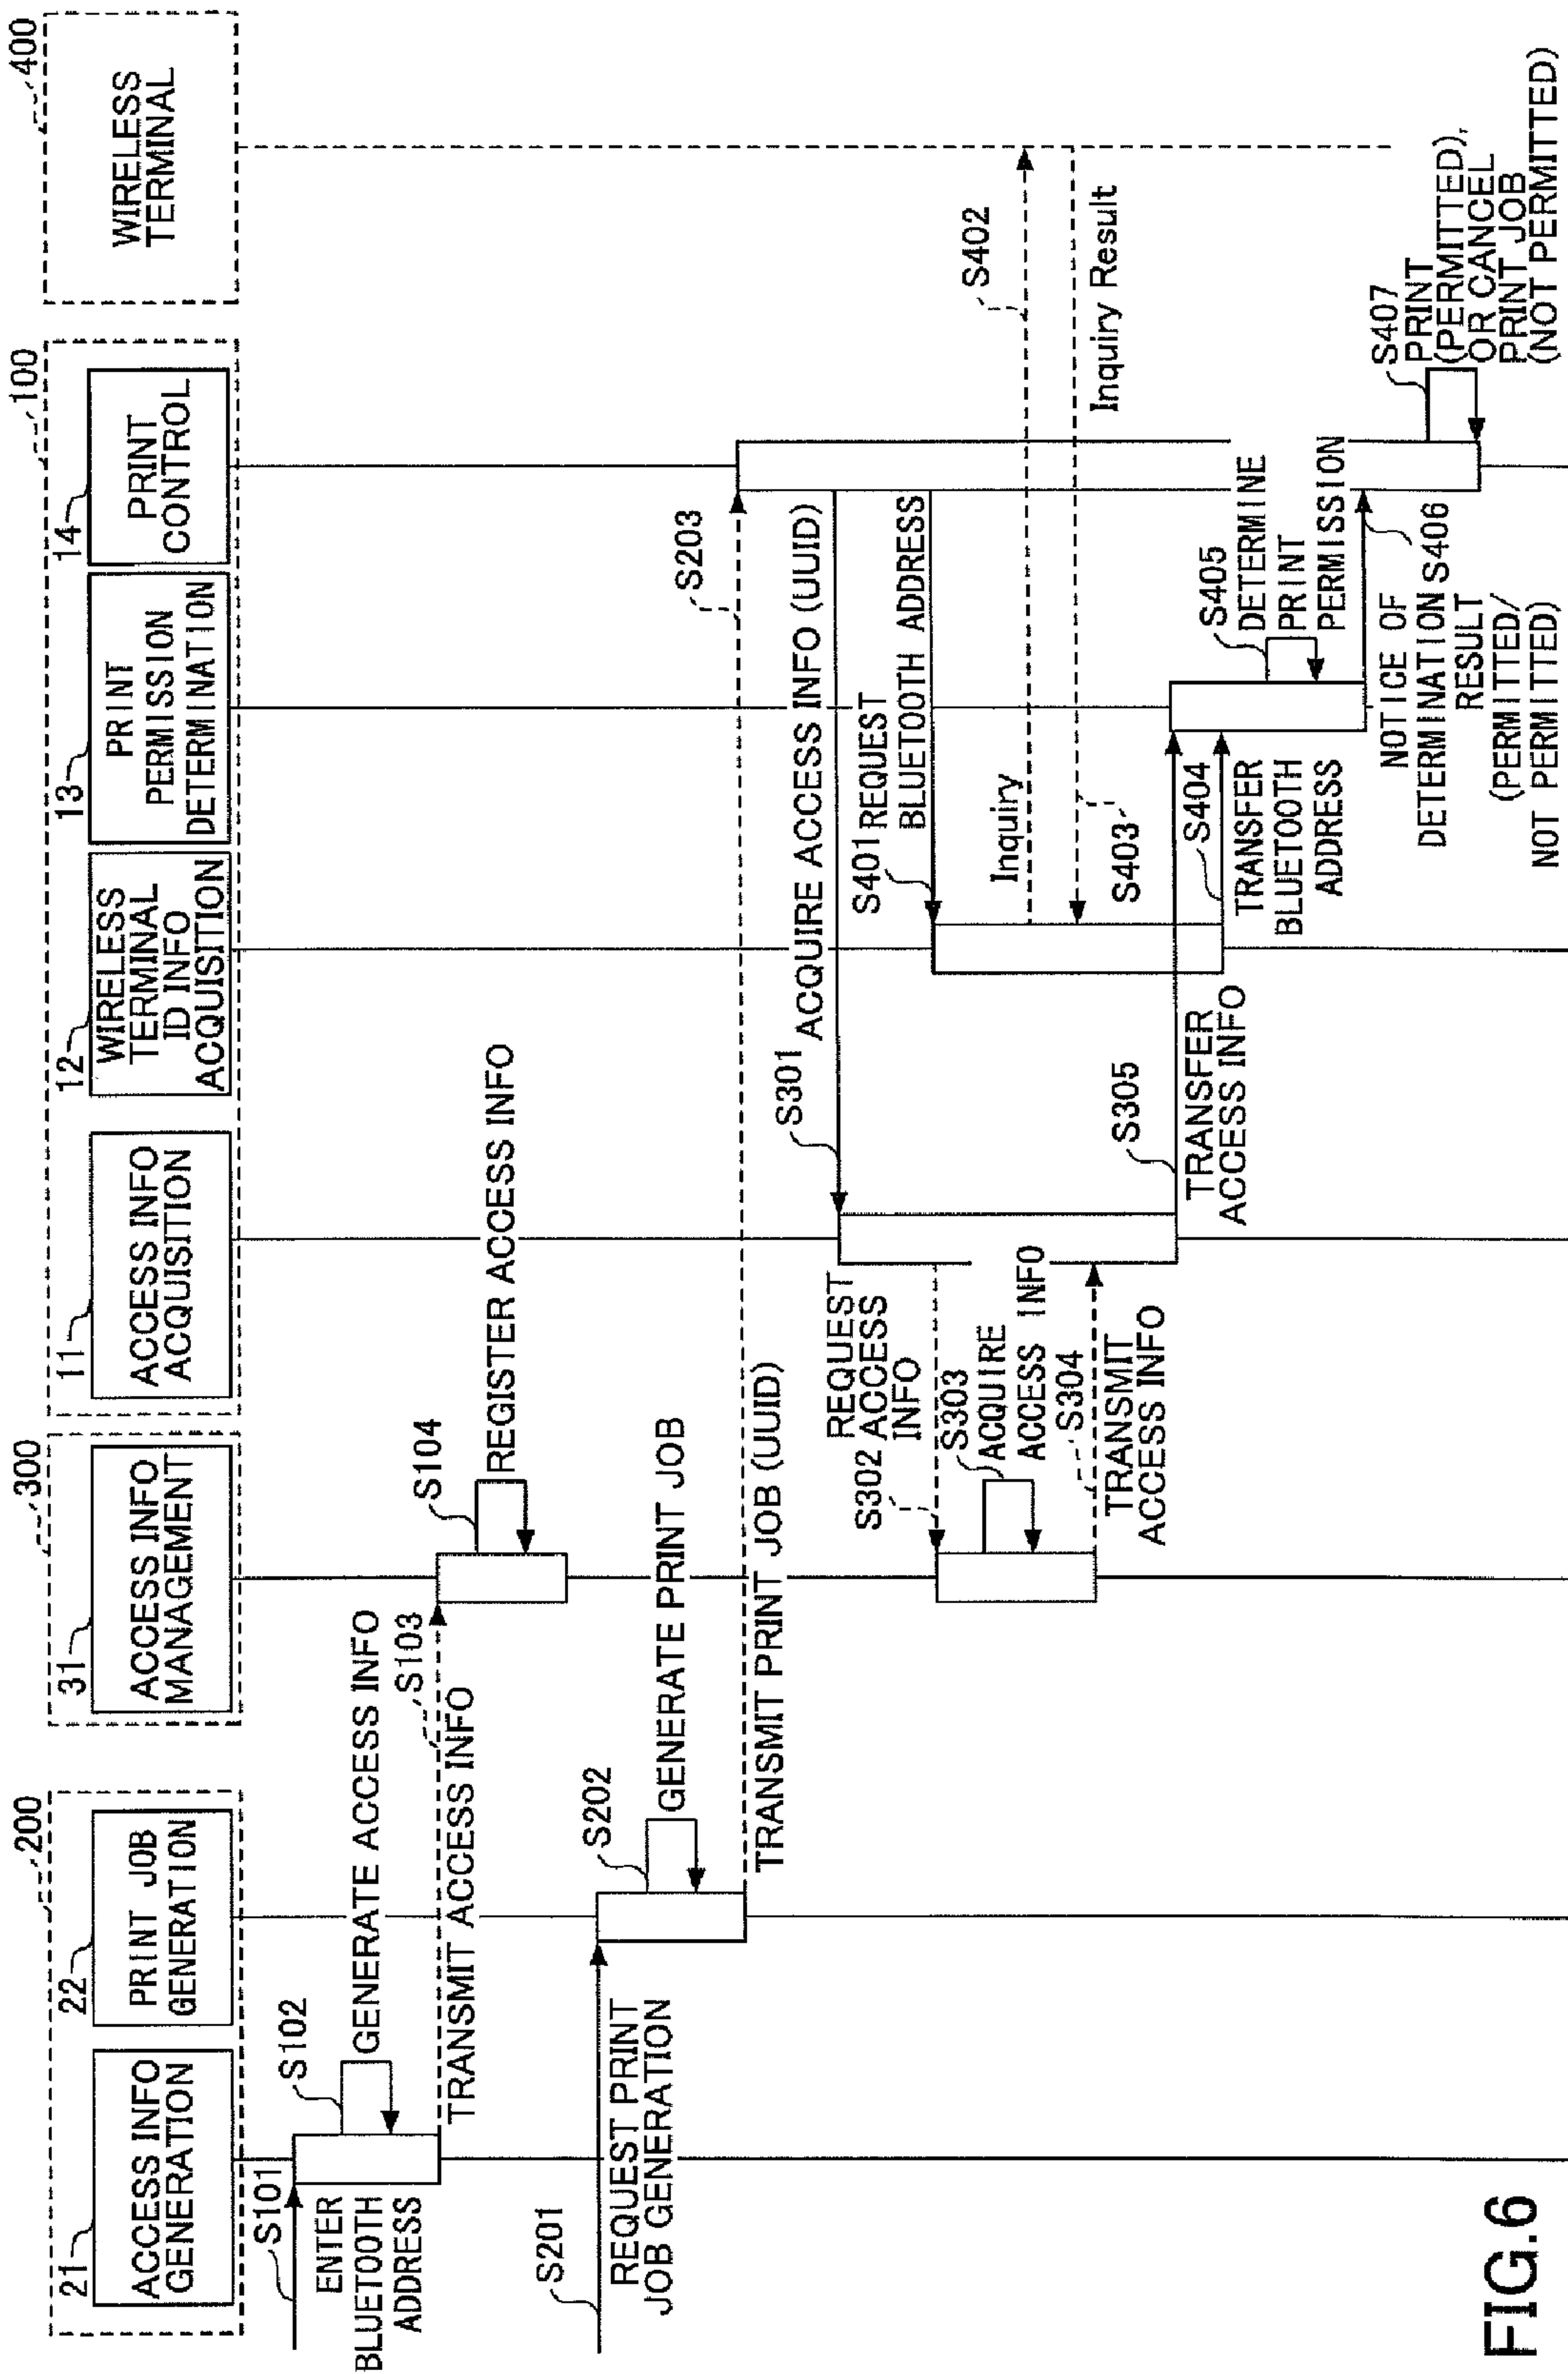 200
300
100
400
21
ACCESS INFO
GENERATION
22
PRINT JOB
GENERATION
31
ACCESS INFO
MANAGEMENT
11
ACCESS INFO
ACQUISITION
12
WIRELESS
TERMINAL
ID INFO
ACQUISITION
13
PRINT
PERMISSION
DETERMINATION
14
PRINT
CONTROL
WIRELESS
TERMINAL
S101
ENTER
BLUETOOTH
ADDRESS
S102
GENERATE ACCESS INFO
S103
TRANSMIT ACCESS INFO
S104
REGISTER ACCESS INFO
S201
REQUEST PRINT
JOB GENERATION
S202
GENERATE PRINT JOB
S203
TRANSMIT PRINT JOB (UUID)
S301
ACQUIRE ACCESS INFO (UUID)
S401
REQUEST
BLUETOOTH ADDRESS
REQUEST
ACCESS
INFO
S302
S303
ACQUIRE
ACCESS INFO
S304
TRANSMIT
ACCESS INFO
S305
TRANSFER
ACCESS INFO
Inquiry
S402
S403
Inquiry Result
S404
TRANSFER
BLUETOOTH
ADDRESS
S405
DETERMINE
PRINT
PERMISSION
S406
NOTICE OF
DETERMINATION
RESULT
(PERMITTED/
NOT PERMITTED)
S407
PRINT
(PERMITTED),
OR CANCEL
PRINT JOB
(NOT PERMITTED)
FIG.6